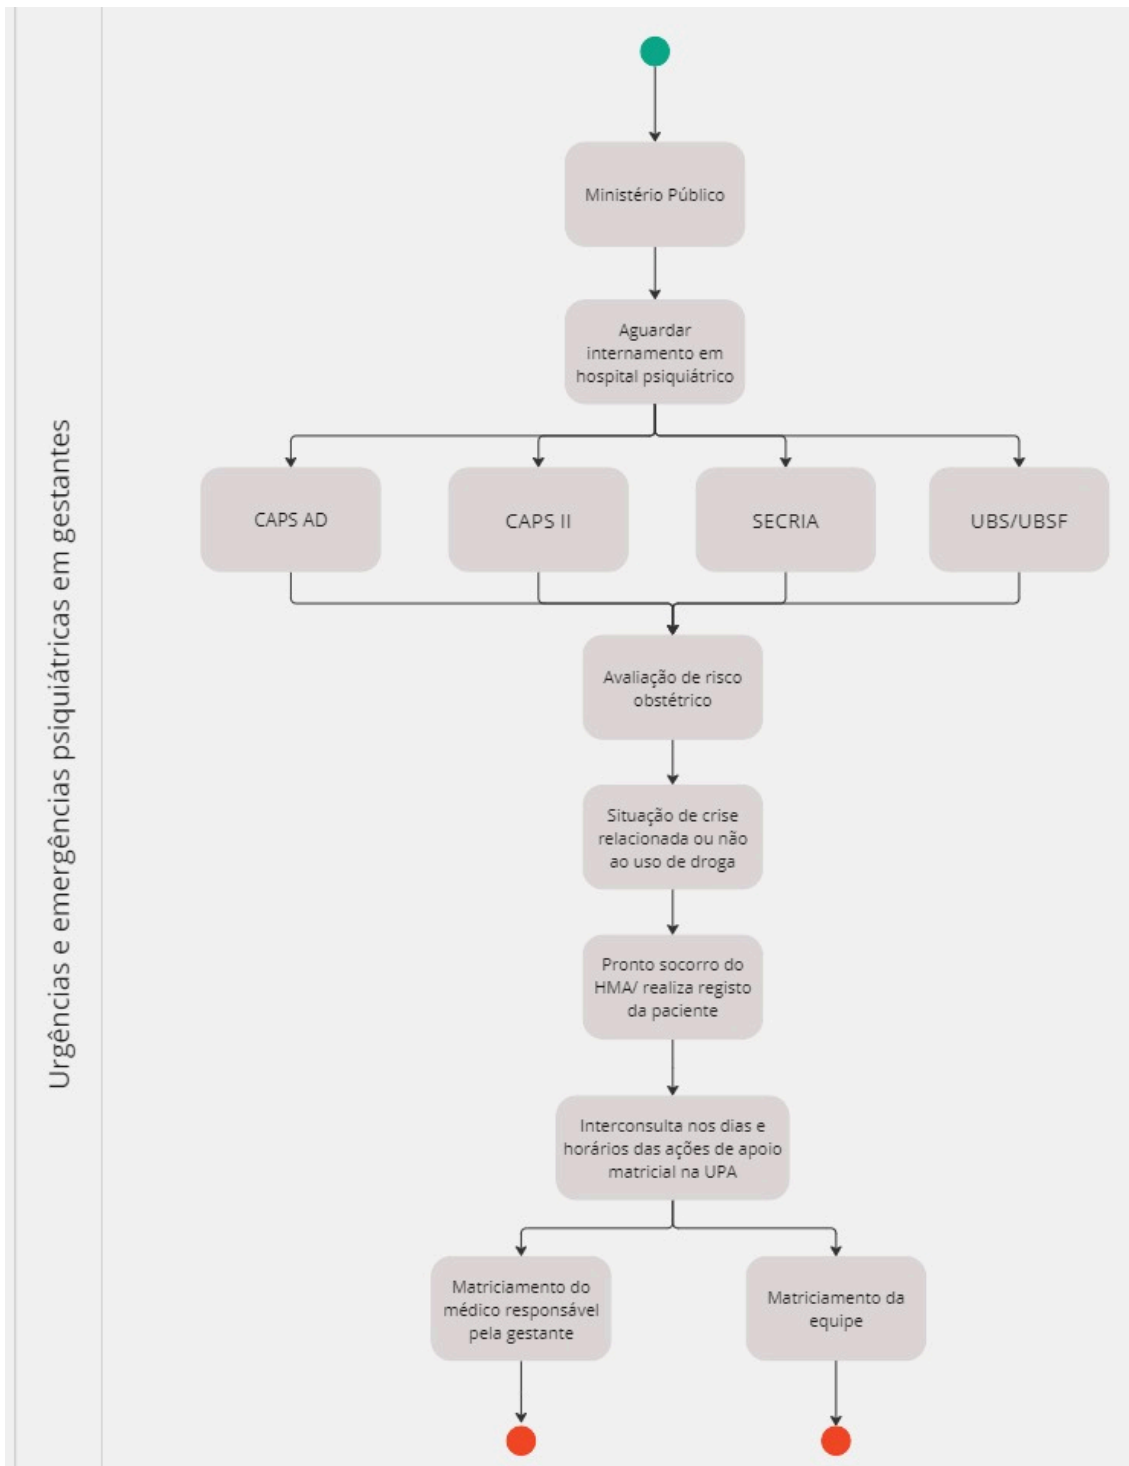 Urgências e emergências psiquiátricas em gestantes
Ministério Público
Aguardar
internamento em
hospital psiquiátrico
CAPS AD
CAPS II
SECRIA
UBS/UBSF
Avaliação de risco
obstétrico
Situação de crise
relacionada ou não
ao uso de droga
Pronto socorro do
HMA/ realiza registo
da paciente
Interconsulta nos dias e
horários das ações de apoio
matricial na UPA
Matriciamento do
médico responsável
pela gestante
Matriciamento da
equipe